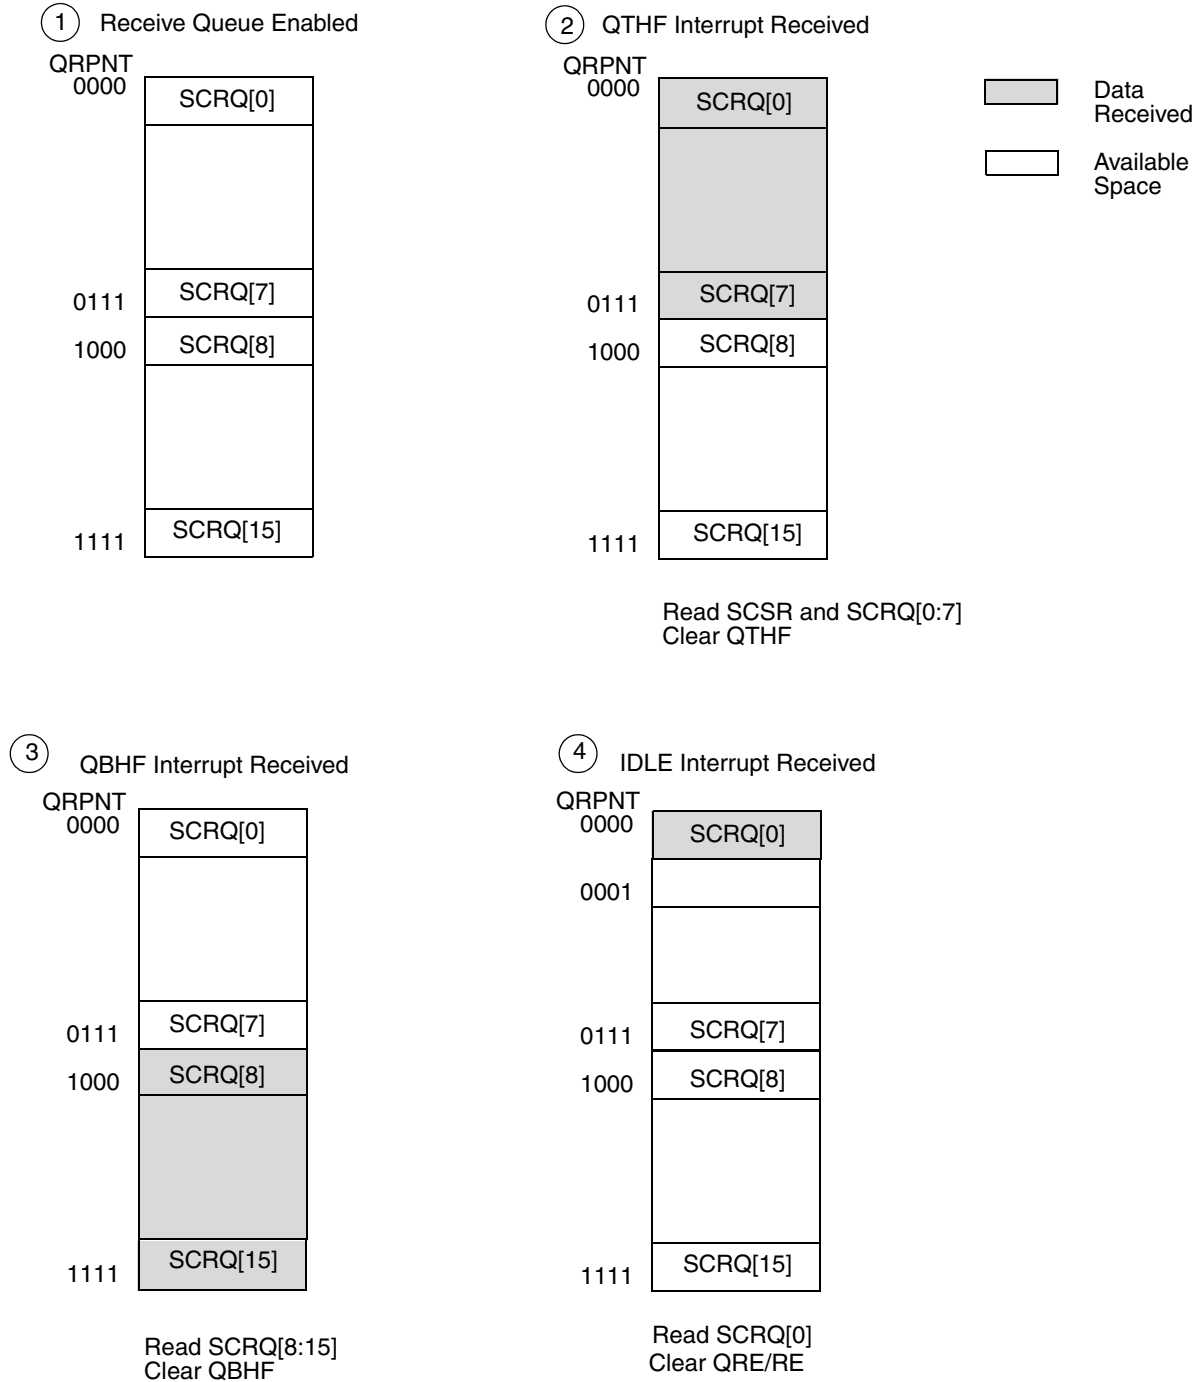 1 Receive Queue Enabled
QRPNT
0000
SCRQ[0]
0111
SCRQ[7]
1000
SCRQ[8]
1111
SCRQ[15]
2 QTHF Interrupt Received
QRPNT
0000
SCRQ[0]
0111
SCRQ[7]
1000
SCRQ[8]
1111
SCRQ[15]
Read SCSR and SCRQ[0:7]
Clear QTHF
Data
Received
Available
Space
3 QBHF Interrupt Received
QRPNT
0000
SCRQ[0]
0111
SCRQ[7]
1000
SCRQ[8]
1111
SCRQ[15]
Read SCRQ[8:15]
Clear QBHF
4 IDLE Interrupt Received
QRPNT
0000
SCRQ[0]
0001
0111
SCRQ[7]
1000
SCRQ[8]
1111
SCRQ[15]
Read SCRQ[0]
Clear QRE/RE